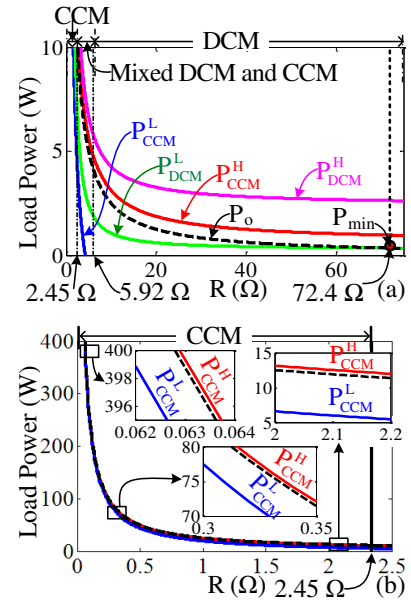 CCM
DCM
10
Mixed DCM and CCM
P^L_CCM
P^L_DCM
P^H_CCM
P^H_DCM
P_o
P_min
5
0
Load Power (W)
0 20 40 60
R (Ω)
2.45 Ω
5.92 Ω
72.4 Ω
(a)
CCM
400
300
200
100
0
Load Power (W)
400
398
396
0.062 0.063 0.064
P^L_CCM
P^H_CCM
15
10
5
2 2.1 2.2
P^H_CCM
P^L_CCM
80
75
70
0.3 0.35
P^H_CCM
P^L_CCM
0 0.5 1 1.5 2 2.5
R (Ω)
2.45 Ω
(b)